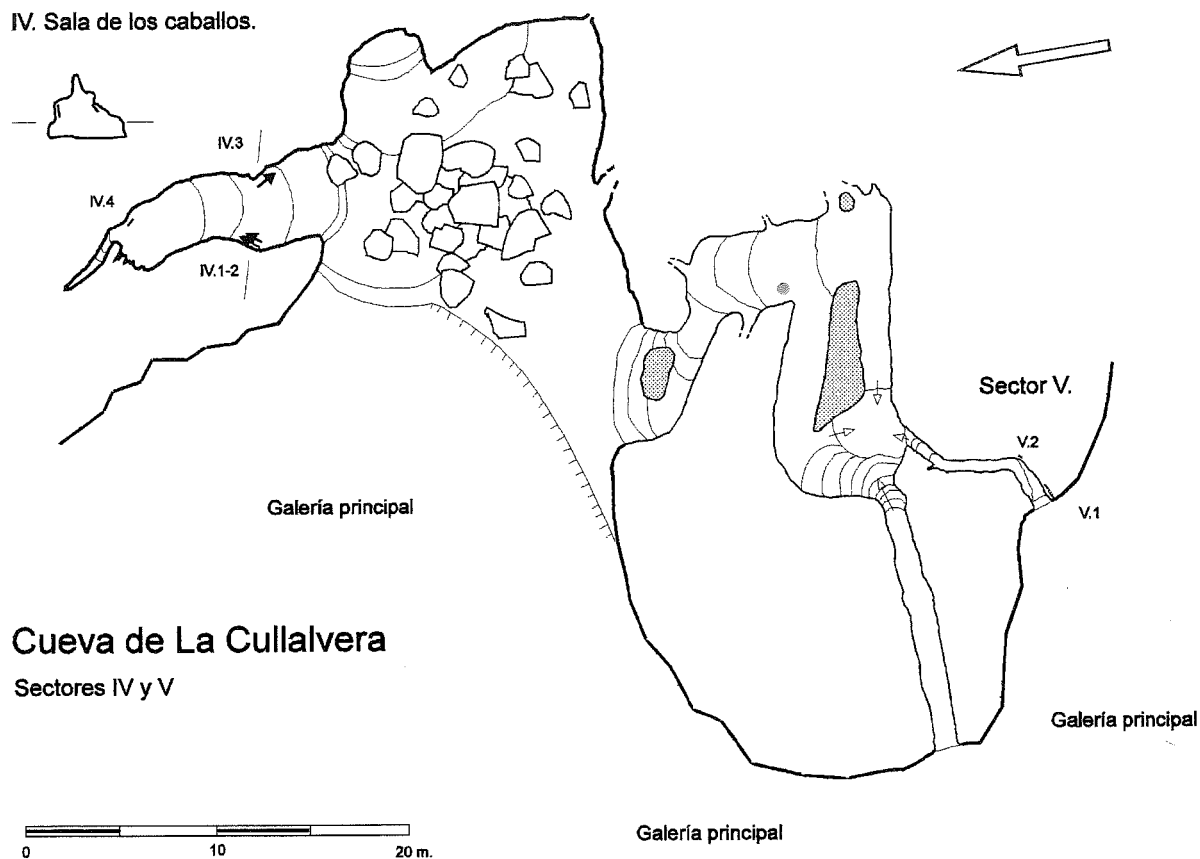 IV. Sala de los caballos.
IV.3
IV.4
IV.1-2
Sector V.
V.2
V.1
Galería principal
Cueva de La Cullalvera
Sectores IV y V
Galería principal
Galería principal
0 10 20 m.